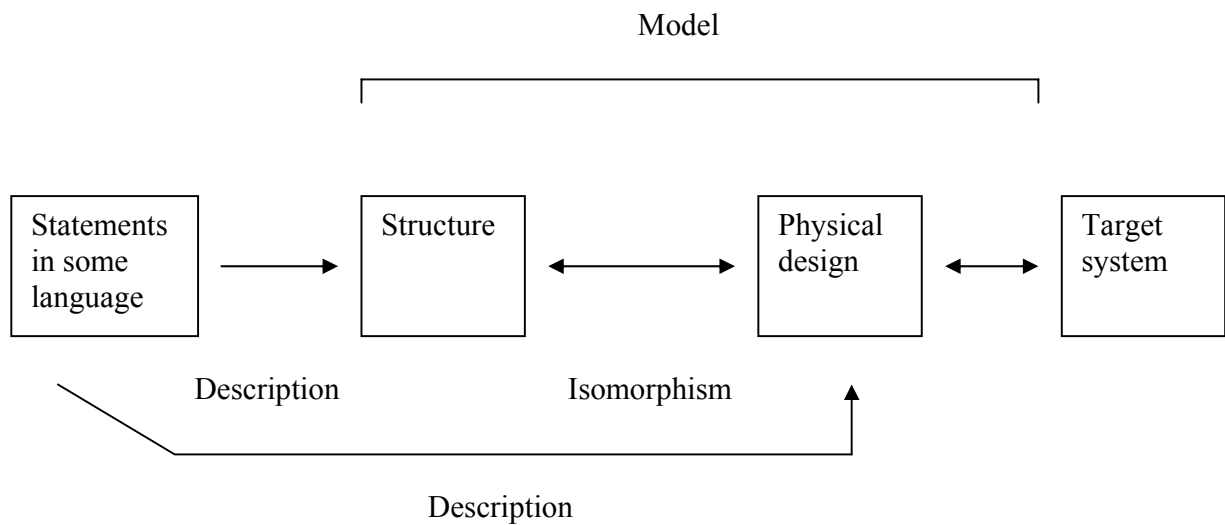 Model
Statements
in some
language
Structure
Physical
design
Target
system
Description
Isomorphism
Description